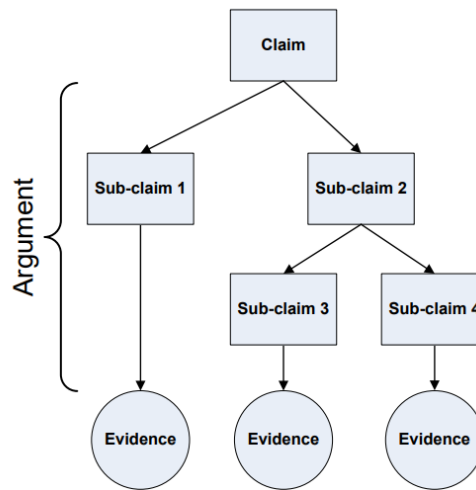 Claim
Argument
Sub-claim 1
Sub-claim 2
Sub-claim 3
Sub-claim 4
Evidence
Evidence
Evidence